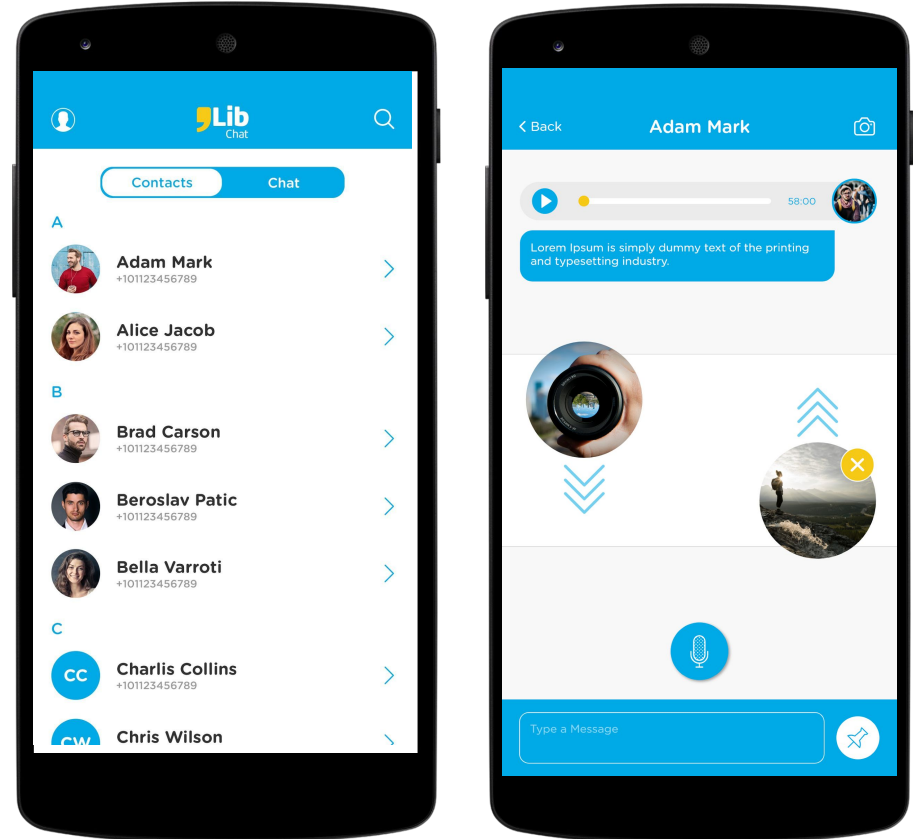 Lib
Chat
Contacts
Chat
A
Adam Mark
+101123456789
Alice Jacob
+101123456789
B
Brad Carson
+101123456789
Beroslav Patic
+101123456789
Bella Varroti
+101123456789
C
CC
Charlis Collins
+101123456789
CW
Chris Wilson
Back
Adam Mark
58:00
Lorem Ipsum is simply dummy text of the printing
and typesetting industry.
Type a Message